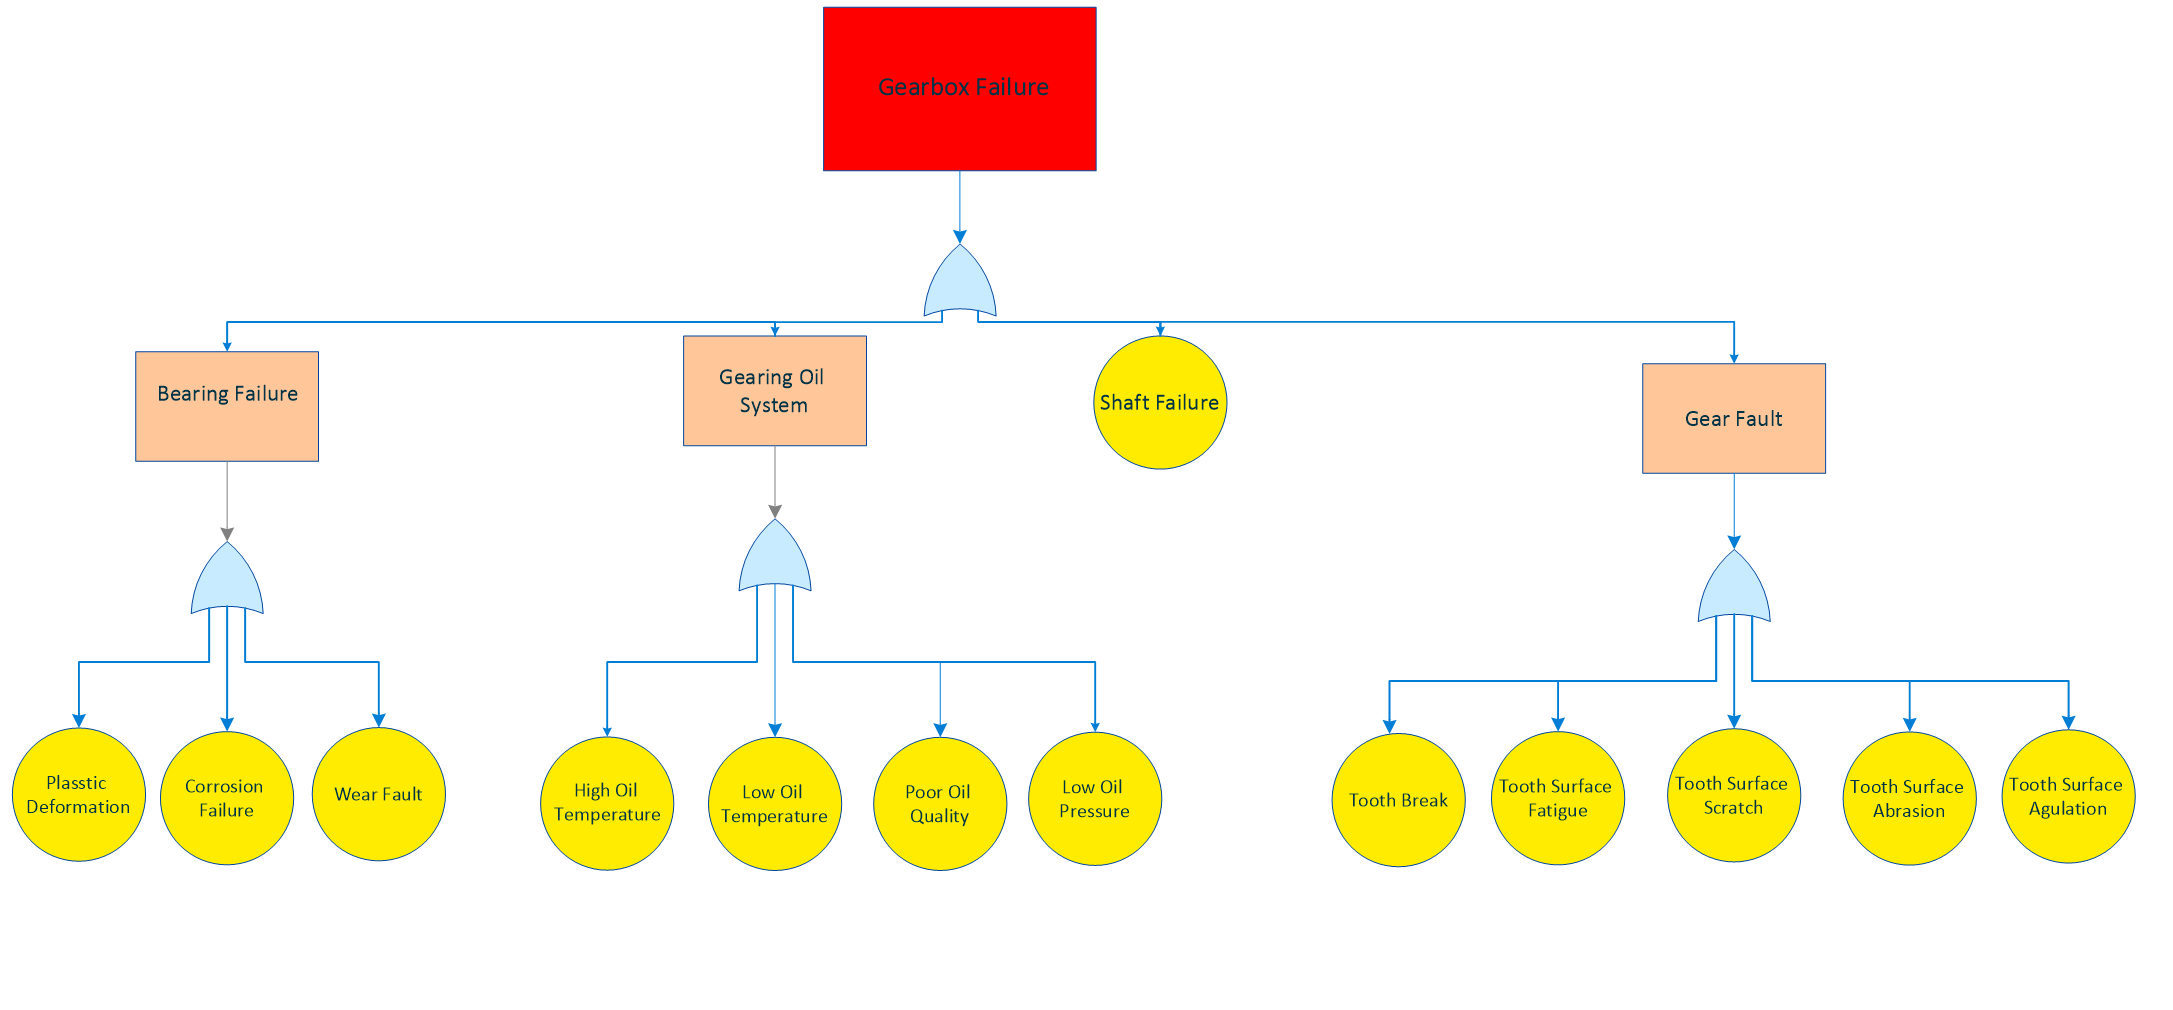 Gearbox Failure
Bearing Failure
Gearing Oil
System
Shaft Failure
Gear Fault
Plasstic
Deformation
Corrosion
Failure
Wear Fault
High Oil
Temperature
Low Oil
Temperature
Poor Oil
Quality
Low Oil
Pressure
Tooth Break
Tooth Surface
Fatigue
Tooth Surface
Scratch
Tooth Surface
Abrasion
Tooth Surface
Agulation